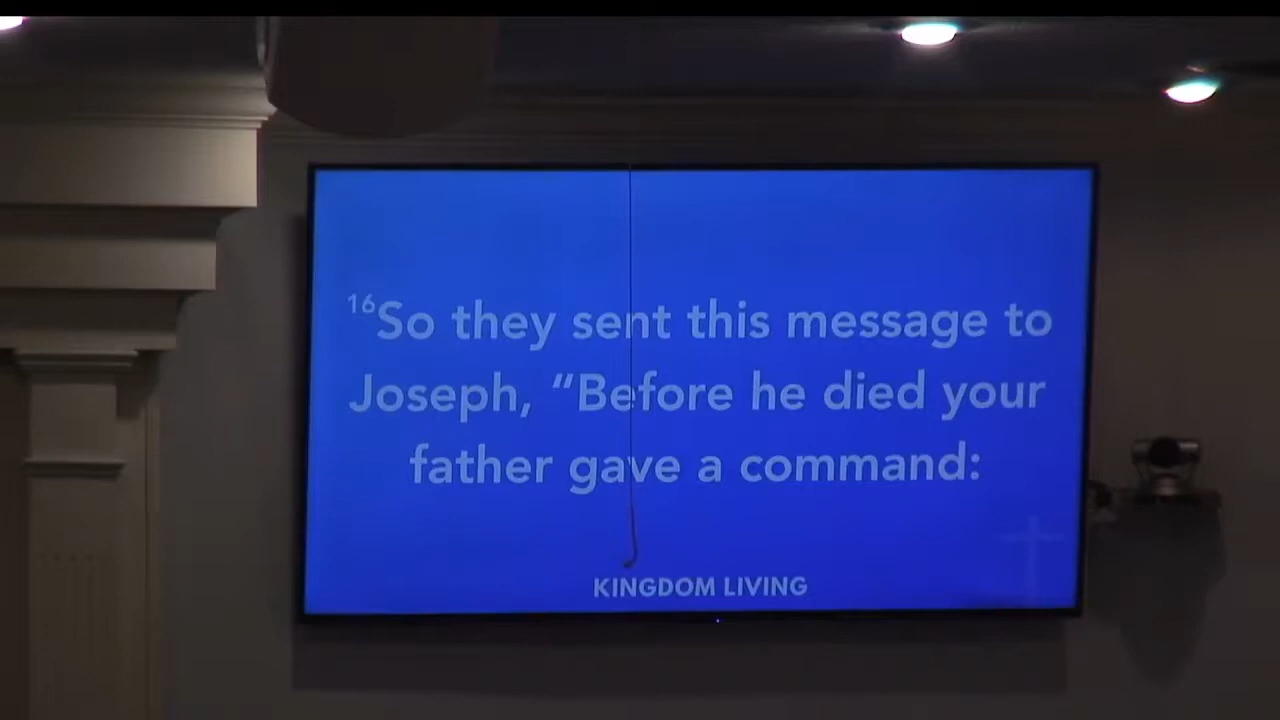 16So they sent this message to
Joseph, “Before he died your
father gave a command:
KINGDOM LIVING